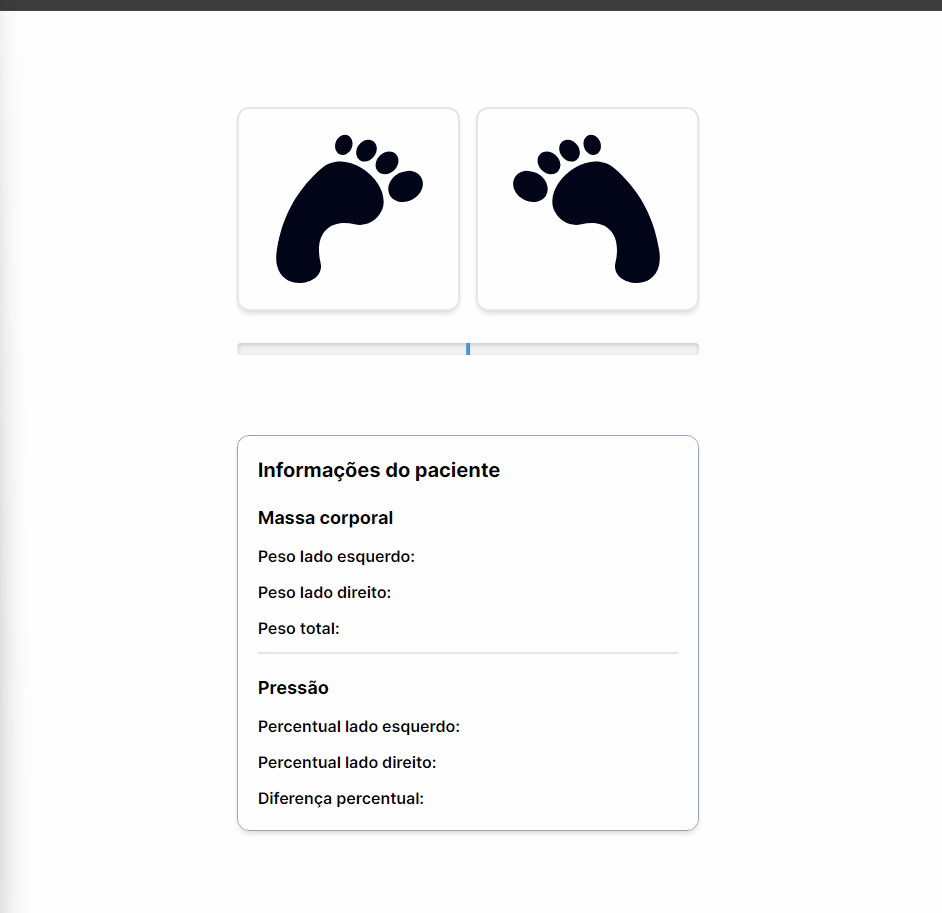 Informações do paciente
Massa corporal
Peso lado esquerdo:
Peso lado direito:
Peso total:
Pressão
Percentual lado esquerdo:
Percentual lado direito:
Diferença percentual: